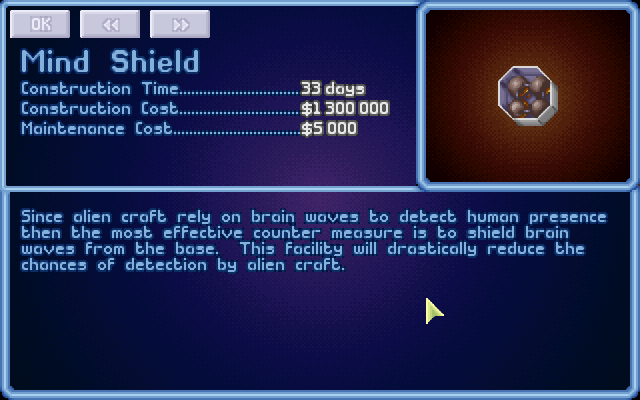 OK << >>
Mind Shield
Construction Time..............................33 days
Construction Cost..............................$1 300 000
Maintenance Cost................................$5 000
Since alien craft rely on brain waves to detect human presence
then the most effective counter measure is to shield brain
waves from the base.  This facility will drastically reduce the
chances of detection by alien craft.